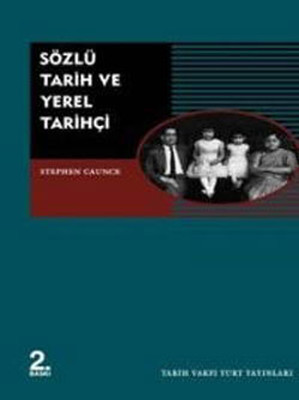 SÖZLÜ
TARİH VE
YEREL
TARİHÇİ
STEPHEN CAUNCE
2.
BASKI
TARİH VAKFI YURT YAYINLARI